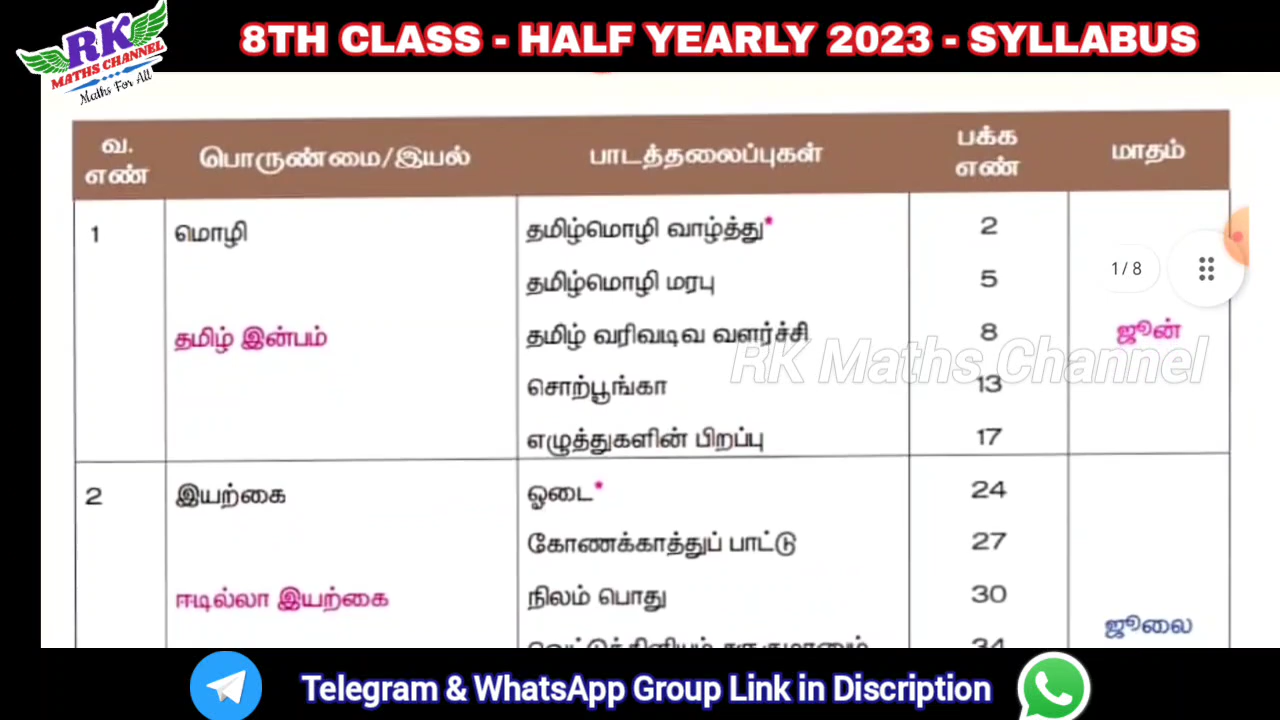 RK
MATHS CHANNEL
Maths For All
8TH CLASS - HALF YEARLY 2023 - SYLLABUS
வ. எண் பொருண்மை/இயல் பாடத்தலைப்புகள் பக்க எண் மாதம்
1 மொழி தமிழ்மொழி வாழ்த்து* 2
தமிழ்மொழி மரபு 5
1/8
தமிழ் இன்பம் தமிழ் வரிவடிவ வளர்ச்சி 8 ஜூன்
RK Maths Channel
சொற்பூங்கா 13
எழுத்துகளின் பிறப்பு 17
2 இயற்கை ஓடை* 24
கோணக்காத்துப் பாட்டு 27
ஈடில்லா இயற்கை நிலம் பொது 30
ஜூலை
வெட்டுக்கிளியும் சருகுமானும் 34
Telegram & WhatsApp Group Link in Discription